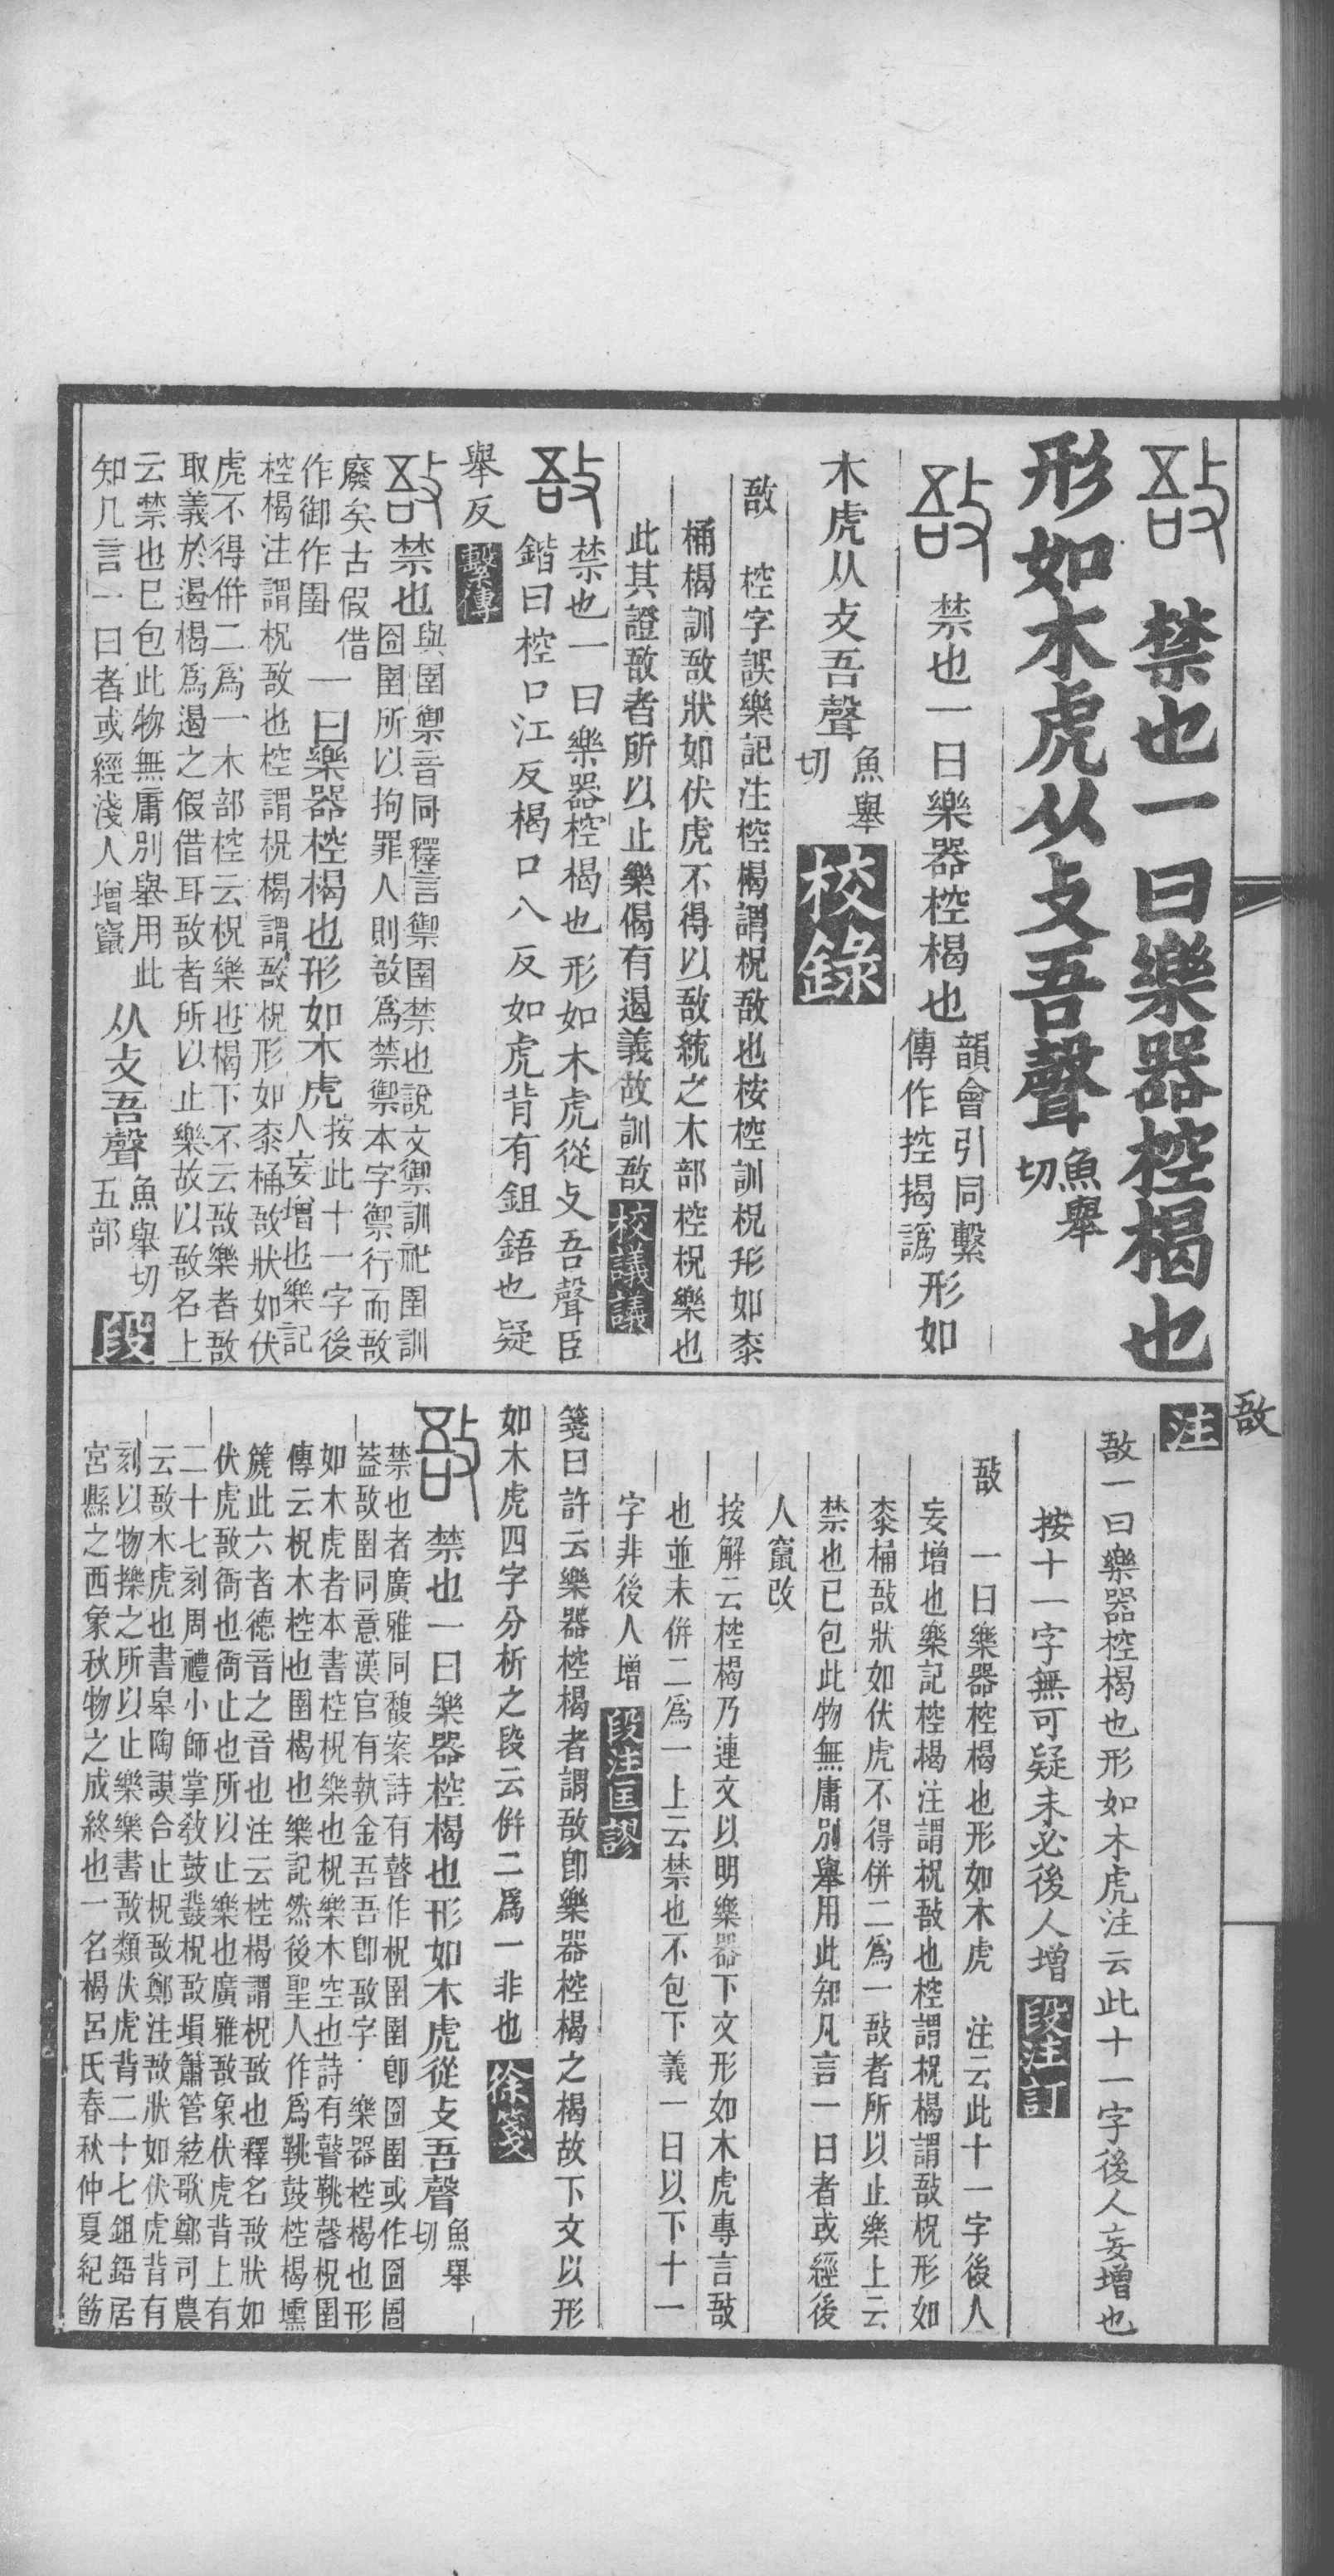 敔
禁也一曰樂器椌楬也
形如木虎从攴吾聲魚舉切
敔 禁也一曰樂器椌楬也韻會引同繫傳作控揭譌形如
木虎从攴吾聲魚舉切 校錄
敔 椌字誤樂記注椌楬謂柷敔也桉椌訓柷形如桼
桶楬訓敔狀如伏虎不得以敔統之木部椌柷樂也
此其證敔者所以止樂偈有遏義故訓敔 校議議
敔 禁也一曰樂器椌楬也形如木虎從攴吾聲臣
鍇曰椌口江反楬口八反如虎背有鉏鋙也疑
舉反 繫傳
敔 禁也與圉禦音同釋言禦圉禁也說文禦訓祀圉訓
囹圉所以拘罪人則敔爲禁禦本字禦行而敔
廢矣古假借
作御作圉 一曰樂器椌楬也形如木虎按此十一字後
人妄增也樂記
椌楬注謂柷敔也椌謂柷楬謂敔柷形如桼桶敔狀如伏
虎不得併二爲一木部椌云柷樂也楬下不云敔樂者敔
取義於遏楬爲遏之假借耳敔者所以止樂故以敔名上
云禁也已包此物無庸別舉用此
知凡言一曰者或經淺人增竄 从攴吾聲魚舉切
五部 段
注
敔一曰樂器椌楬也形如木虎注云此十一字後人妄增也
按十一字無可疑未必後人增 段注訂
敔 一曰樂器椌楬也形如木虎 注云此十一字後人
妄增也樂記椌楬注謂柷敔也椌謂柷楬謂敔柷形如
桼桶敔狀如伏虎不得併二爲一敔者所以止樂上云
禁也已包此物無庸別舉用此知凡言一曰者或經後
人竄改
按解云椌楬乃連文以明樂器下文形如木虎專言敔
也並未併二爲一上云禁也不包下義一曰以下十一
字非後人增 段注匡謬
箋曰許云樂器椌楬者謂敔卽樂器椌楬之楬故下文以形
如木虎四字分析之段云併二爲一非也 徐箋
敔 禁也一曰樂器椌楬也形如木虎從攴吾聲魚舉切
禁也者廣雅同馥案詩有瞽作柷圉圉卽囹圉或作囹圄
蓋敔圉同意漢官有執金吾吾卽敔字 樂器椌楬也形
如木虎者本書椌柷樂也柷樂木空也詩有瞽鞉磬柷圉
傳云柷木椌也圉楬也樂記然後聖人作爲鞉鼓椌楬壎
篪此六者德音之音也注云椌楬謂柷敔也釋名敔狀如
伏虎敔衙也衙止也所以止樂也廣雅敔象伏虎背上有
二十七刻周禮小師掌敎鼓鼗柷敔塤簫管絃歌鄭司農
云敔木虎也書皋陶謨合止柷敔鄭注敔狀如伏虎背有
刻以物擽之所以止樂樂書敔類伏虎背二十七鉏鋙居
宮縣之西象秋物之成終也一名楬呂氏春秋仲夏紀飭